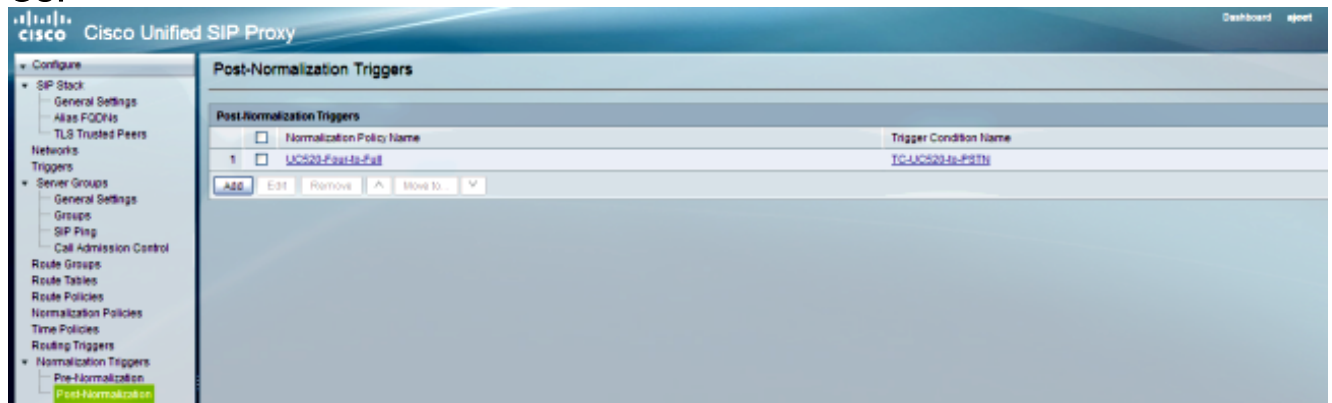 CISCO Cisco Unified SIP Proxy
Dashboard ajeet
Configure
SIP Stack
General Settings
Alias FQDNs
TLS Trusted Peers
Networks
Triggers
Server Groups
General Settings
Groups
SIP Ping
Call Admission Control
Route Groups
Route Tables
Route Policies
Normalization Policies
Time Policies
Routing Triggers
Normalization Triggers
Pre-Normalization
Post-Normalization
Post-Normalization Triggers
Post-Normalization Triggers
Normalization Policy Name Trigger Condition Name
1 UC520-Four-to-Full TC-UC520-to-PSTN
Add Edit Remove Move to...